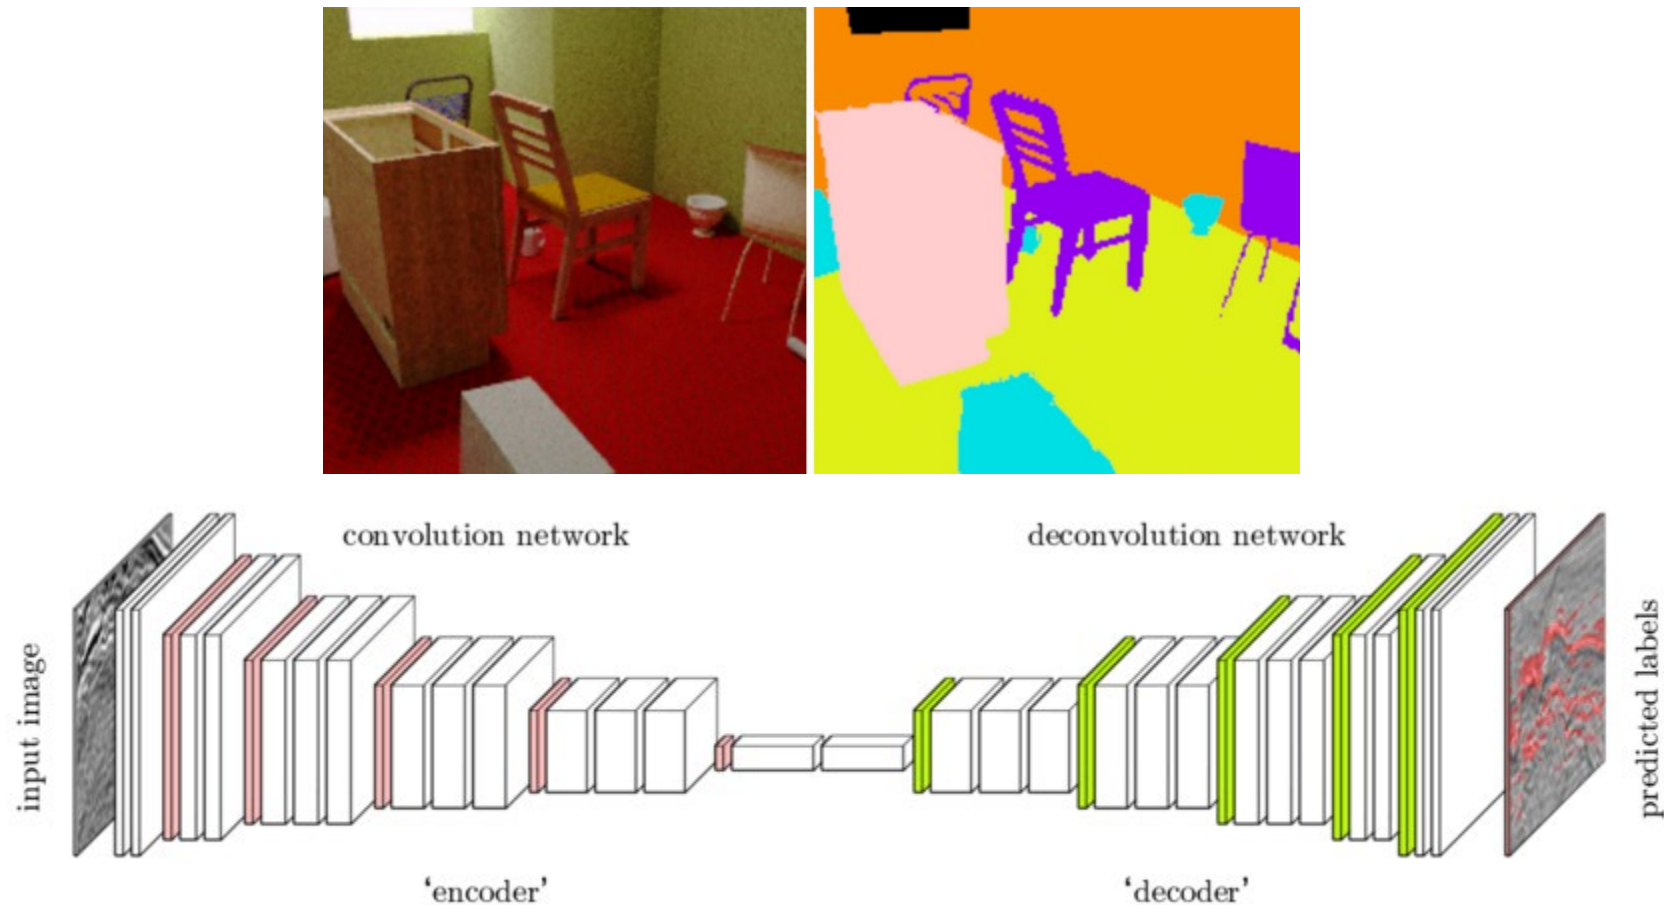 convolution network
deconvolution network
input image
predicted labels
‘encoder’
‘decoder’